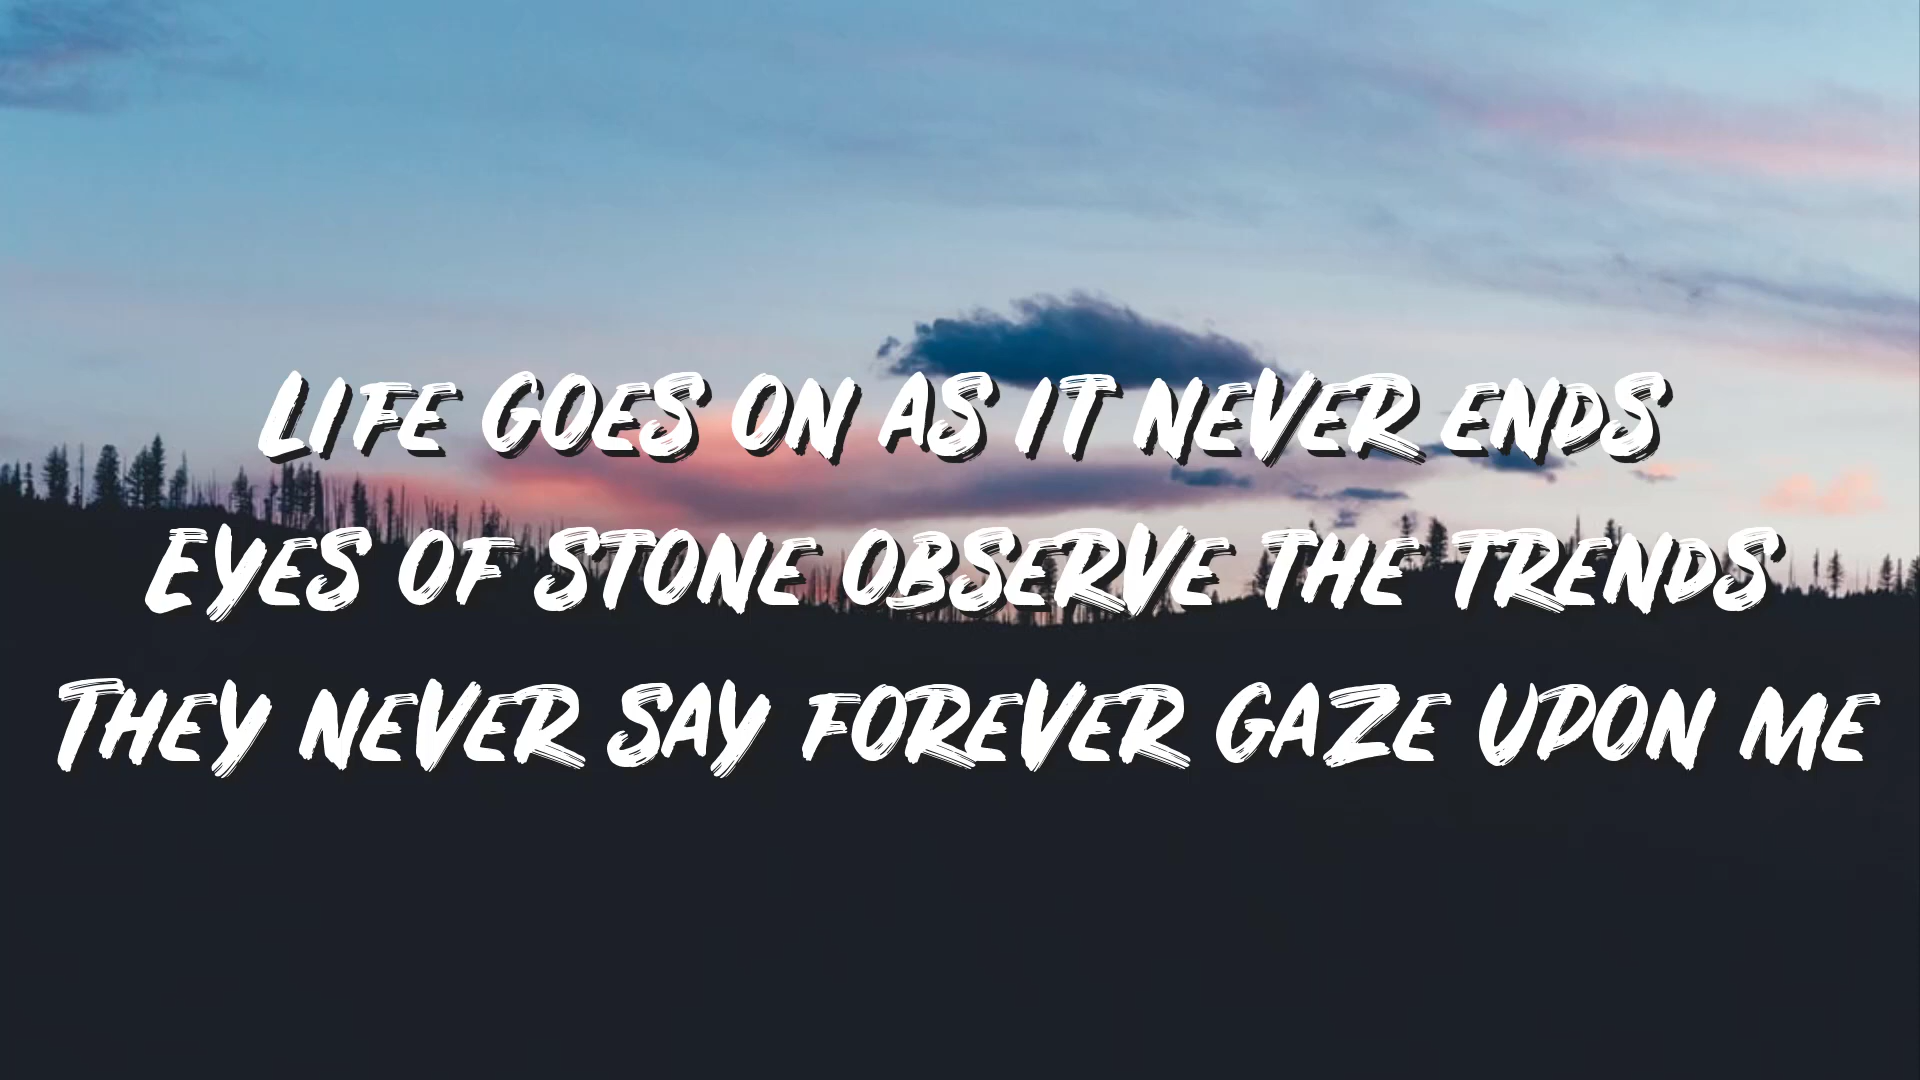 LIFE GOES ON AS IT NEVER ENDS
EYES OF STONE OBSERVE THE TRENDS
THEY NEVER SAY FOREVER GAZE UPON ME